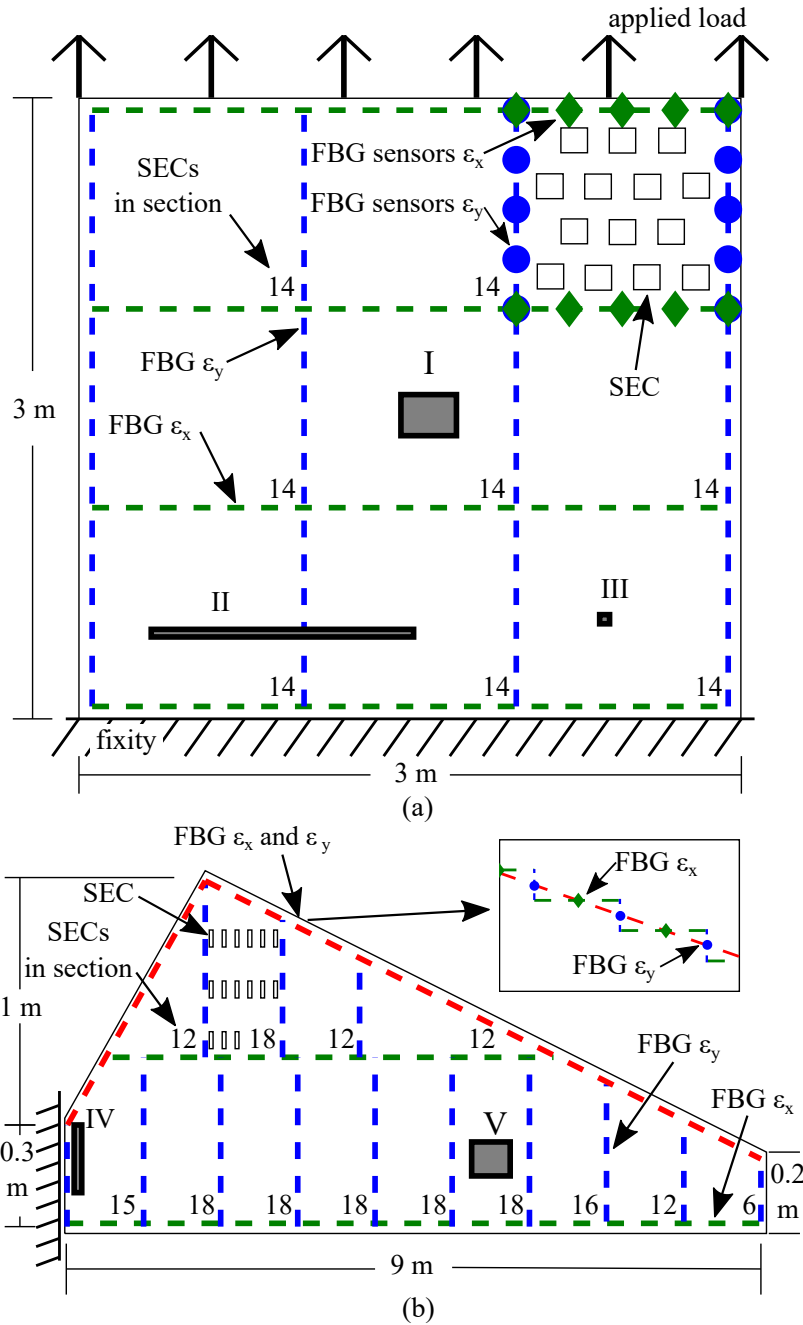 applied load
FBG sensors εx
SECs
in section
FBG sensors εy
14
14
FBG εy
I
SEC
3 m
FBG εx
14
14
14
II
III
14
14
14
fixity
3 m
(a)
FBG εx and εy
SEC
FBG εx
SECs
in section
FBG εy
1 m
12
18
12
12
FBG εy
FBG εx
IV
V
0.3
m
0.2
m
15
18
18
18
18
18
16
12
6
9 m
(b)